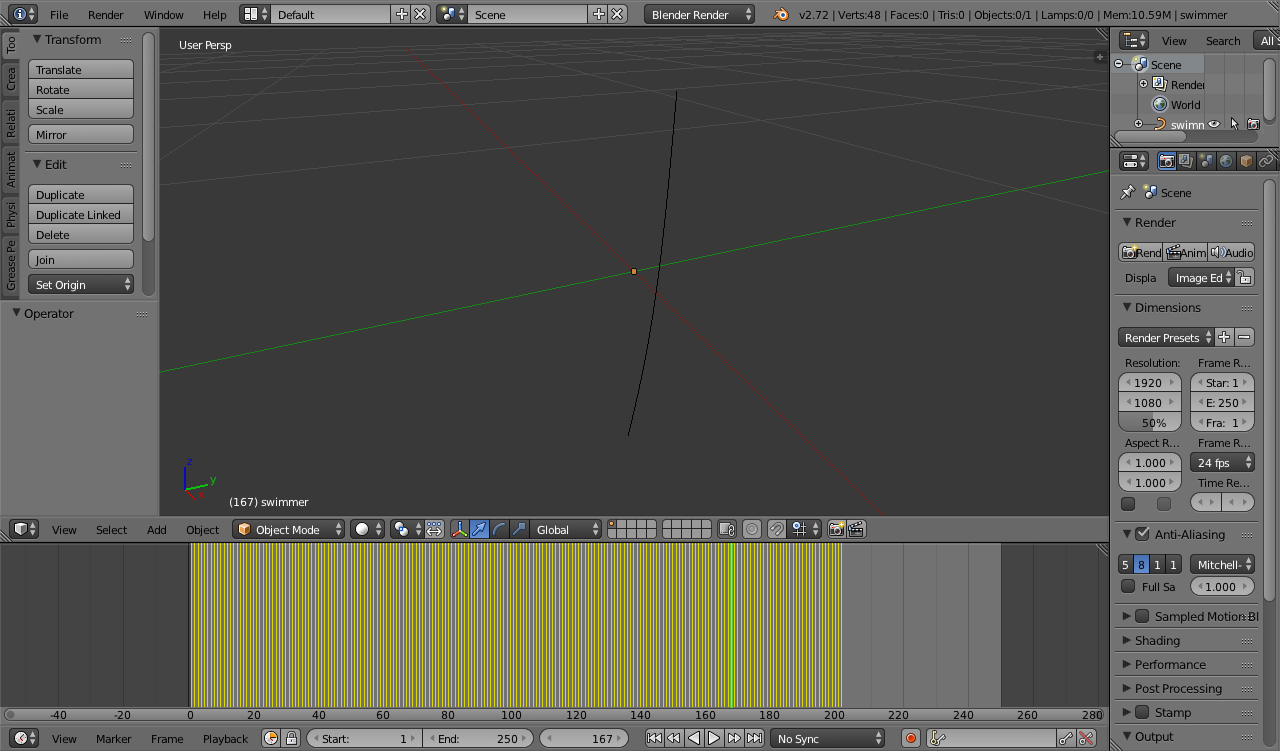 File Render Window Help Default Scene Blender Render v2.72 | Verts:48 | Faces:0 | Tris:0 | Objects:0/1 | Lamps:0/0 | Mem:10.59M | swimmer
Too
Crea
Relati
Animat
Physi
Grease Pe
Transform
Translate
Rotate
Scale
Mirror
Edit
Duplicate
Duplicate Linked
Delete
Join
Set Origin
Operator
User Persp
z
y
x
(167) swimmer
View Select Add Object Object Mode Global
-40 -20 0 20 40 60 80 100 120 140 160 180 200 220 240 260 280
View Marker Frame Playback Start: 1 End: 250 167 No Sync
View Search All S
Scene
Render
World
swimn
Scene
Render
Rend Anim Audio
Displa Image Ed
Dimensions
Render Presets
Resolution: Frame R...
1920 Star: 1
1080 E: 250
50% Fra: 1
Aspect R... Frame R...
1.000 24 fps
1.000 Time Re...
Anti-Aliasing
5 8 1 1 Mitchell-
Full Sa 1.000
Sampled Motion Bl
Shading
Performance
Post Processing
Stamp
Output